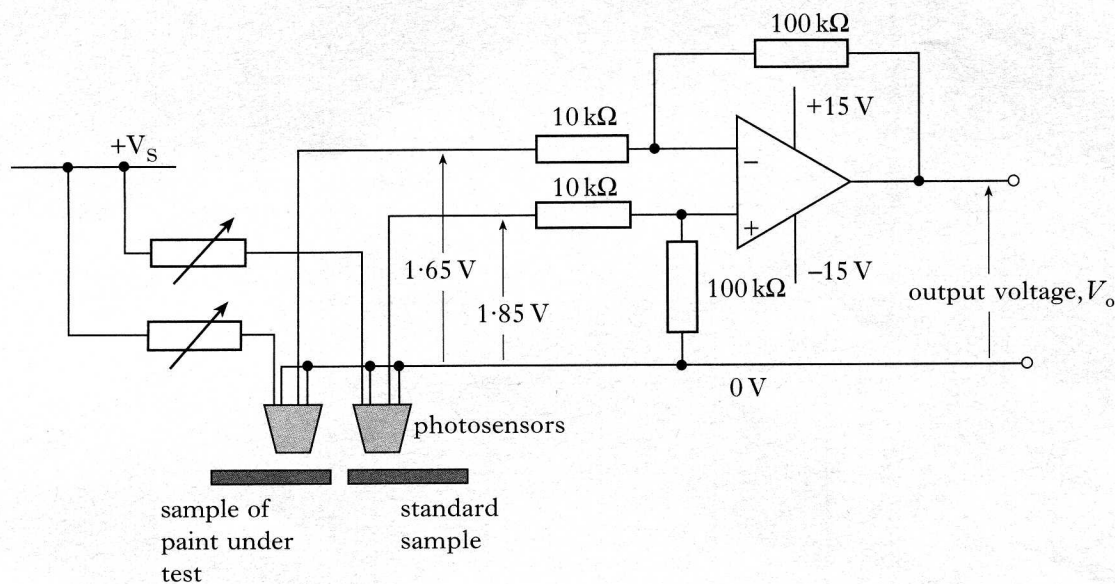 100 kΩ
+15 V
10 kΩ
+V_S
−
10 kΩ
+
1·65 V
−15 V
100 kΩ
1·85 V
output voltage, V_o
0 V
photosensors
sample of
paint under
test
standard
sample